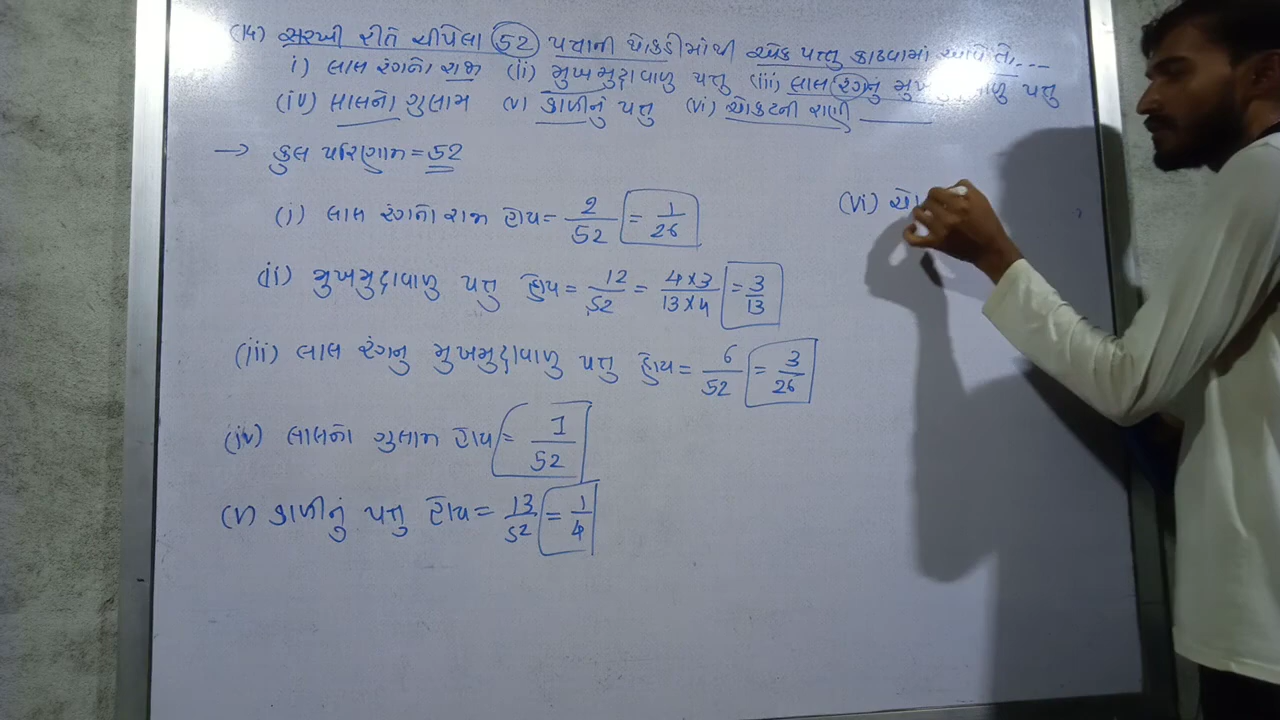 (14) સરખી રીતે ચીપેલા 52 પત્તાની થોકડીમાંથી એક પત્તુ કાઢવામાં આવે તો,...
i) લાલ રંગનો રાજા (ii) મુખમુદ્રાવાળુ પત્તુ (iii) લાલ રંગનુ મુખમુદ્રાવાળુ પત્તુ
(iv) લાલનો ગુલામ (v) કાળીનું પત્તુ (vi) ચોકટની રાણી ______
→ કુલ પરિણામ = 52
(i) લાલ રંગનો રાજા હોય = 2/52 = 1/26
(vi) ચો
(ii) મુખમુદ્રાવાળુ પત્તુ હોય = 12/52 = 4×3/13×4 = 3/13
(iii) લાલ રંગનુ મુખમુદ્રાવાળુ પત્તુ હોય = 6/52 = 3/26
(iv) લાલનો ગુલામ હોય = 1/52
(v) કાળીનું પત્તુ હોય = 13/52 = 1/4